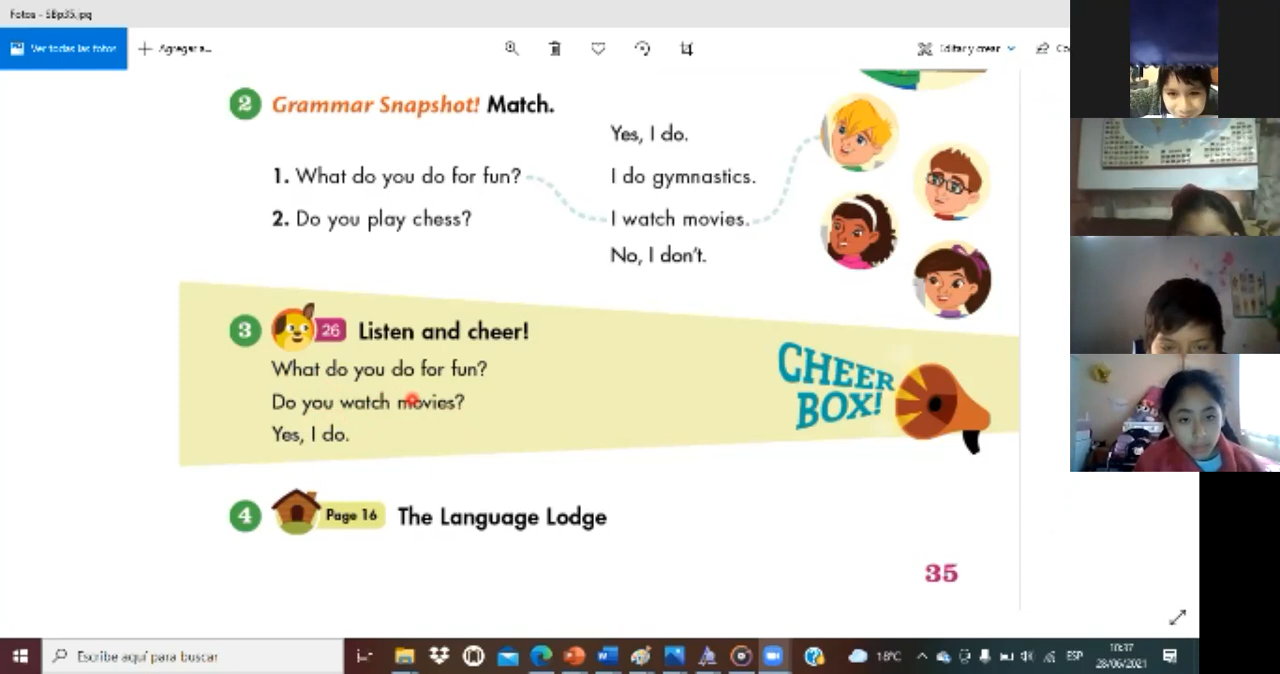 Fotos - SBp35.jpg
Ver todas las fotos
Agregar a...
Editar y crear
2 Grammar Snapshot! Match.
Yes, I do.
1. What do you do for fun?
I do gymnastics.
2. Do you play chess?
I watch movies.
No, I don't.
3 26 Listen and cheer!
What do you do for fun?
Do you watch movies?
Yes, I do.
CHEER
BOX!
4 Page 16 The Language Lodge
35
Escribe aquí para buscar
18°C
ESP
10:37
28/06/2021